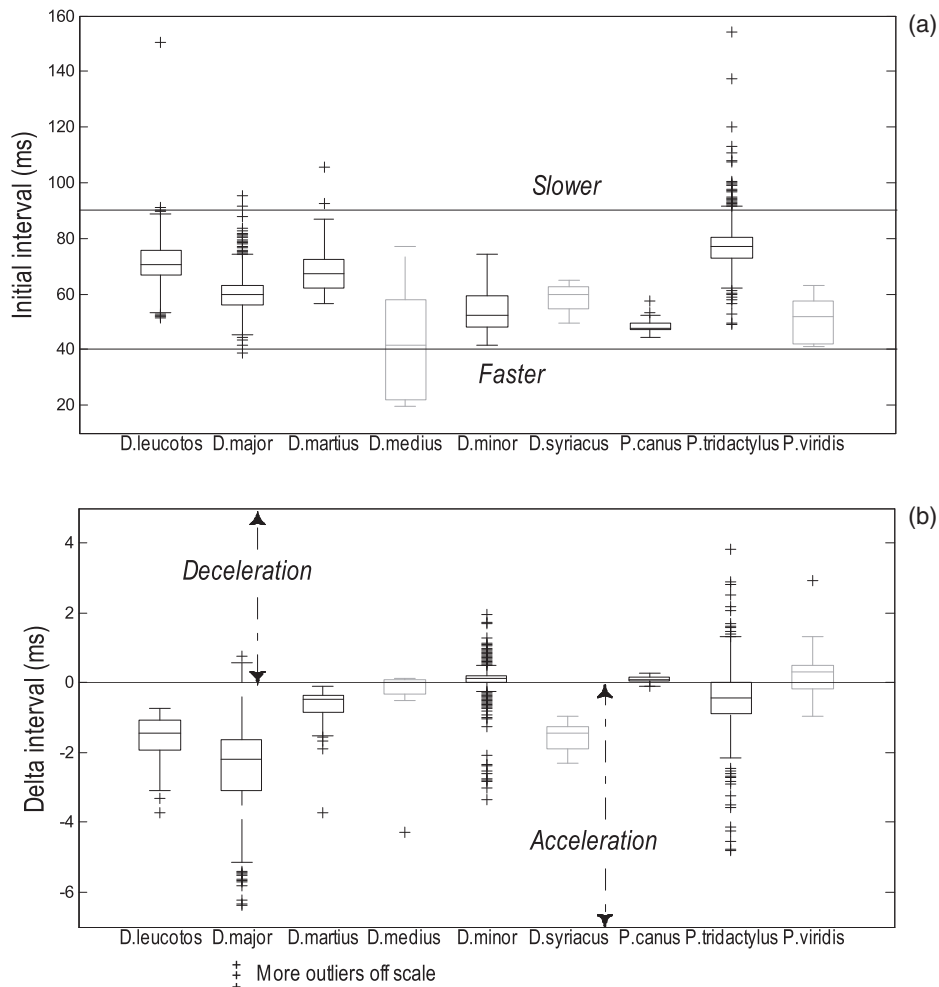 (a)
Initial interval (ms)
160
140
120
100
80
60
40
20
Slower
Faster
D.leucotos D.major D.martius D.medius D.minor D.syriacus P.canus P.tridactylus P.viridis
(b)
Delta interval (ms)
4
2
0
-2
-4
-6
Deceleration
Acceleration
D.leucotos D.major D.martius D.medius D.minor D.syriacus P.canus P.tridactylus P.viridis
More outliers off scale